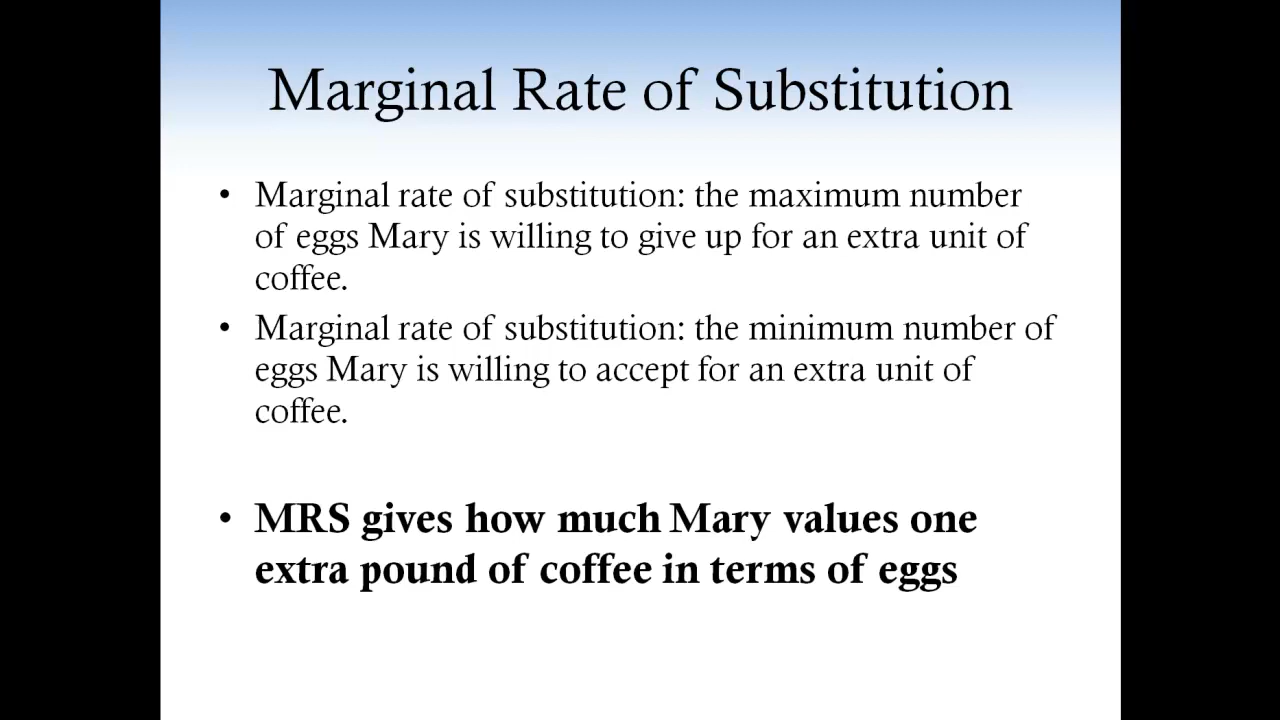 Marginal Rate of Substitution
• Marginal rate of substitution: the maximum number
of eggs Mary is willing to give up for an extra unit of
coffee.
• Marginal rate of substitution: the minimum number of
eggs Mary is willing to accept for an extra unit of
coffee.
• MRS gives how much Mary values one
extra pound of coffee in terms of eggs